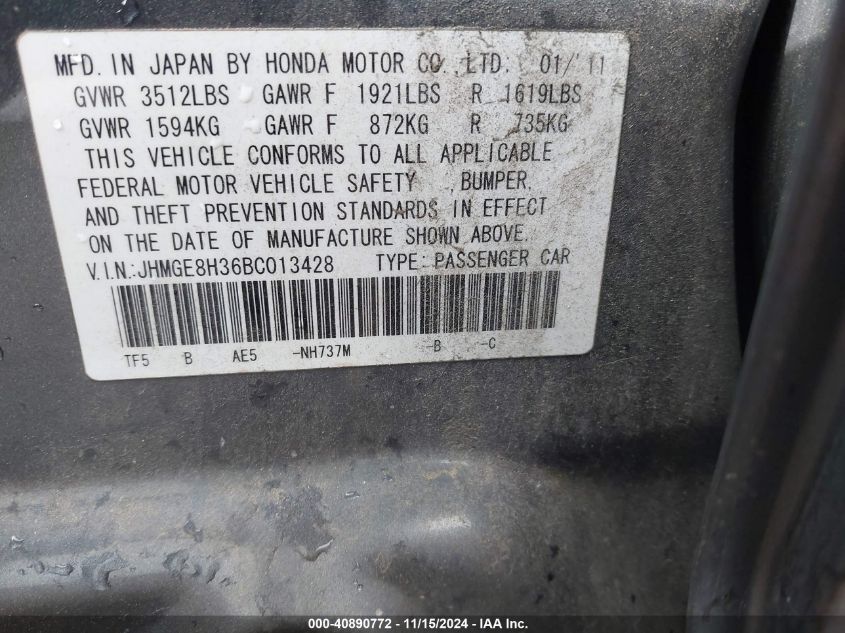 MFD. IN JAPAN BY HONDA MOTOR CO.,LTD. 01/'11
GVWR 3512LBS GAWR F 1921LBS R 1619LBS
GVWR 1594KG GAWR F 872KG R 735KG
THIS VEHICLE CONFORMS TO ALL APPLICABLE
FEDERAL MOTOR VEHICLE SAFETY ,BUMPER,
AND THEFT PREVENTION STANDARDS IN EFFECT
ON THE DATE OF MANUFACTURE SHOWN ABOVE.
V.I.N.:JHMGE8H36BC013428 TYPE:PASSENGER CAR
TF5 B AE5 -NH737M -B -C
000-40890772 - 11/15/2024 - IAAI Inc.